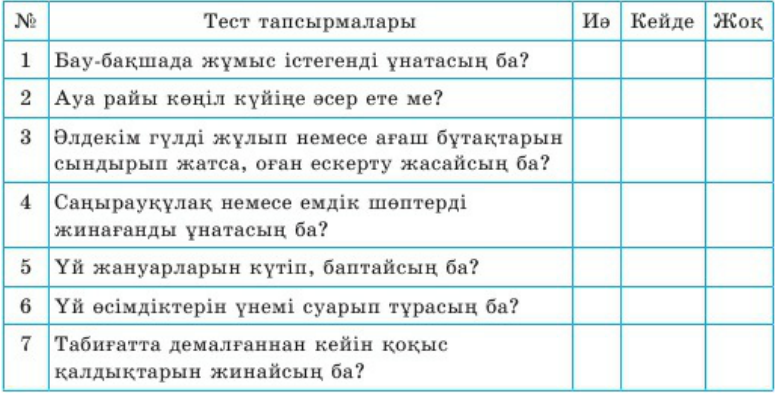 № Тест тапсырмалары Иә Кейде Жоқ
1 Бау-бақшада жұмыс істегенді ұнатасың ба?
2 Ауа райы көңіл күйіңе әсер ете ме?
3 Әлдекім гүлді жұлып немесе ағаш бұтақтарын
сындырып жатса, оған ескерту жасайсың ба?
4 Саңырауқұлақ немесе емдік шөптерді
жинағанды ұнатасың ба?
5 Үй жануарларын күтіп, баптайсың ба?
6 Үй өсімдіктерін үнемі суарып тұрасың ба?
7 Табиғатта демалғаннан кейін қоқыс
қалдықтарын жинайсың ба?